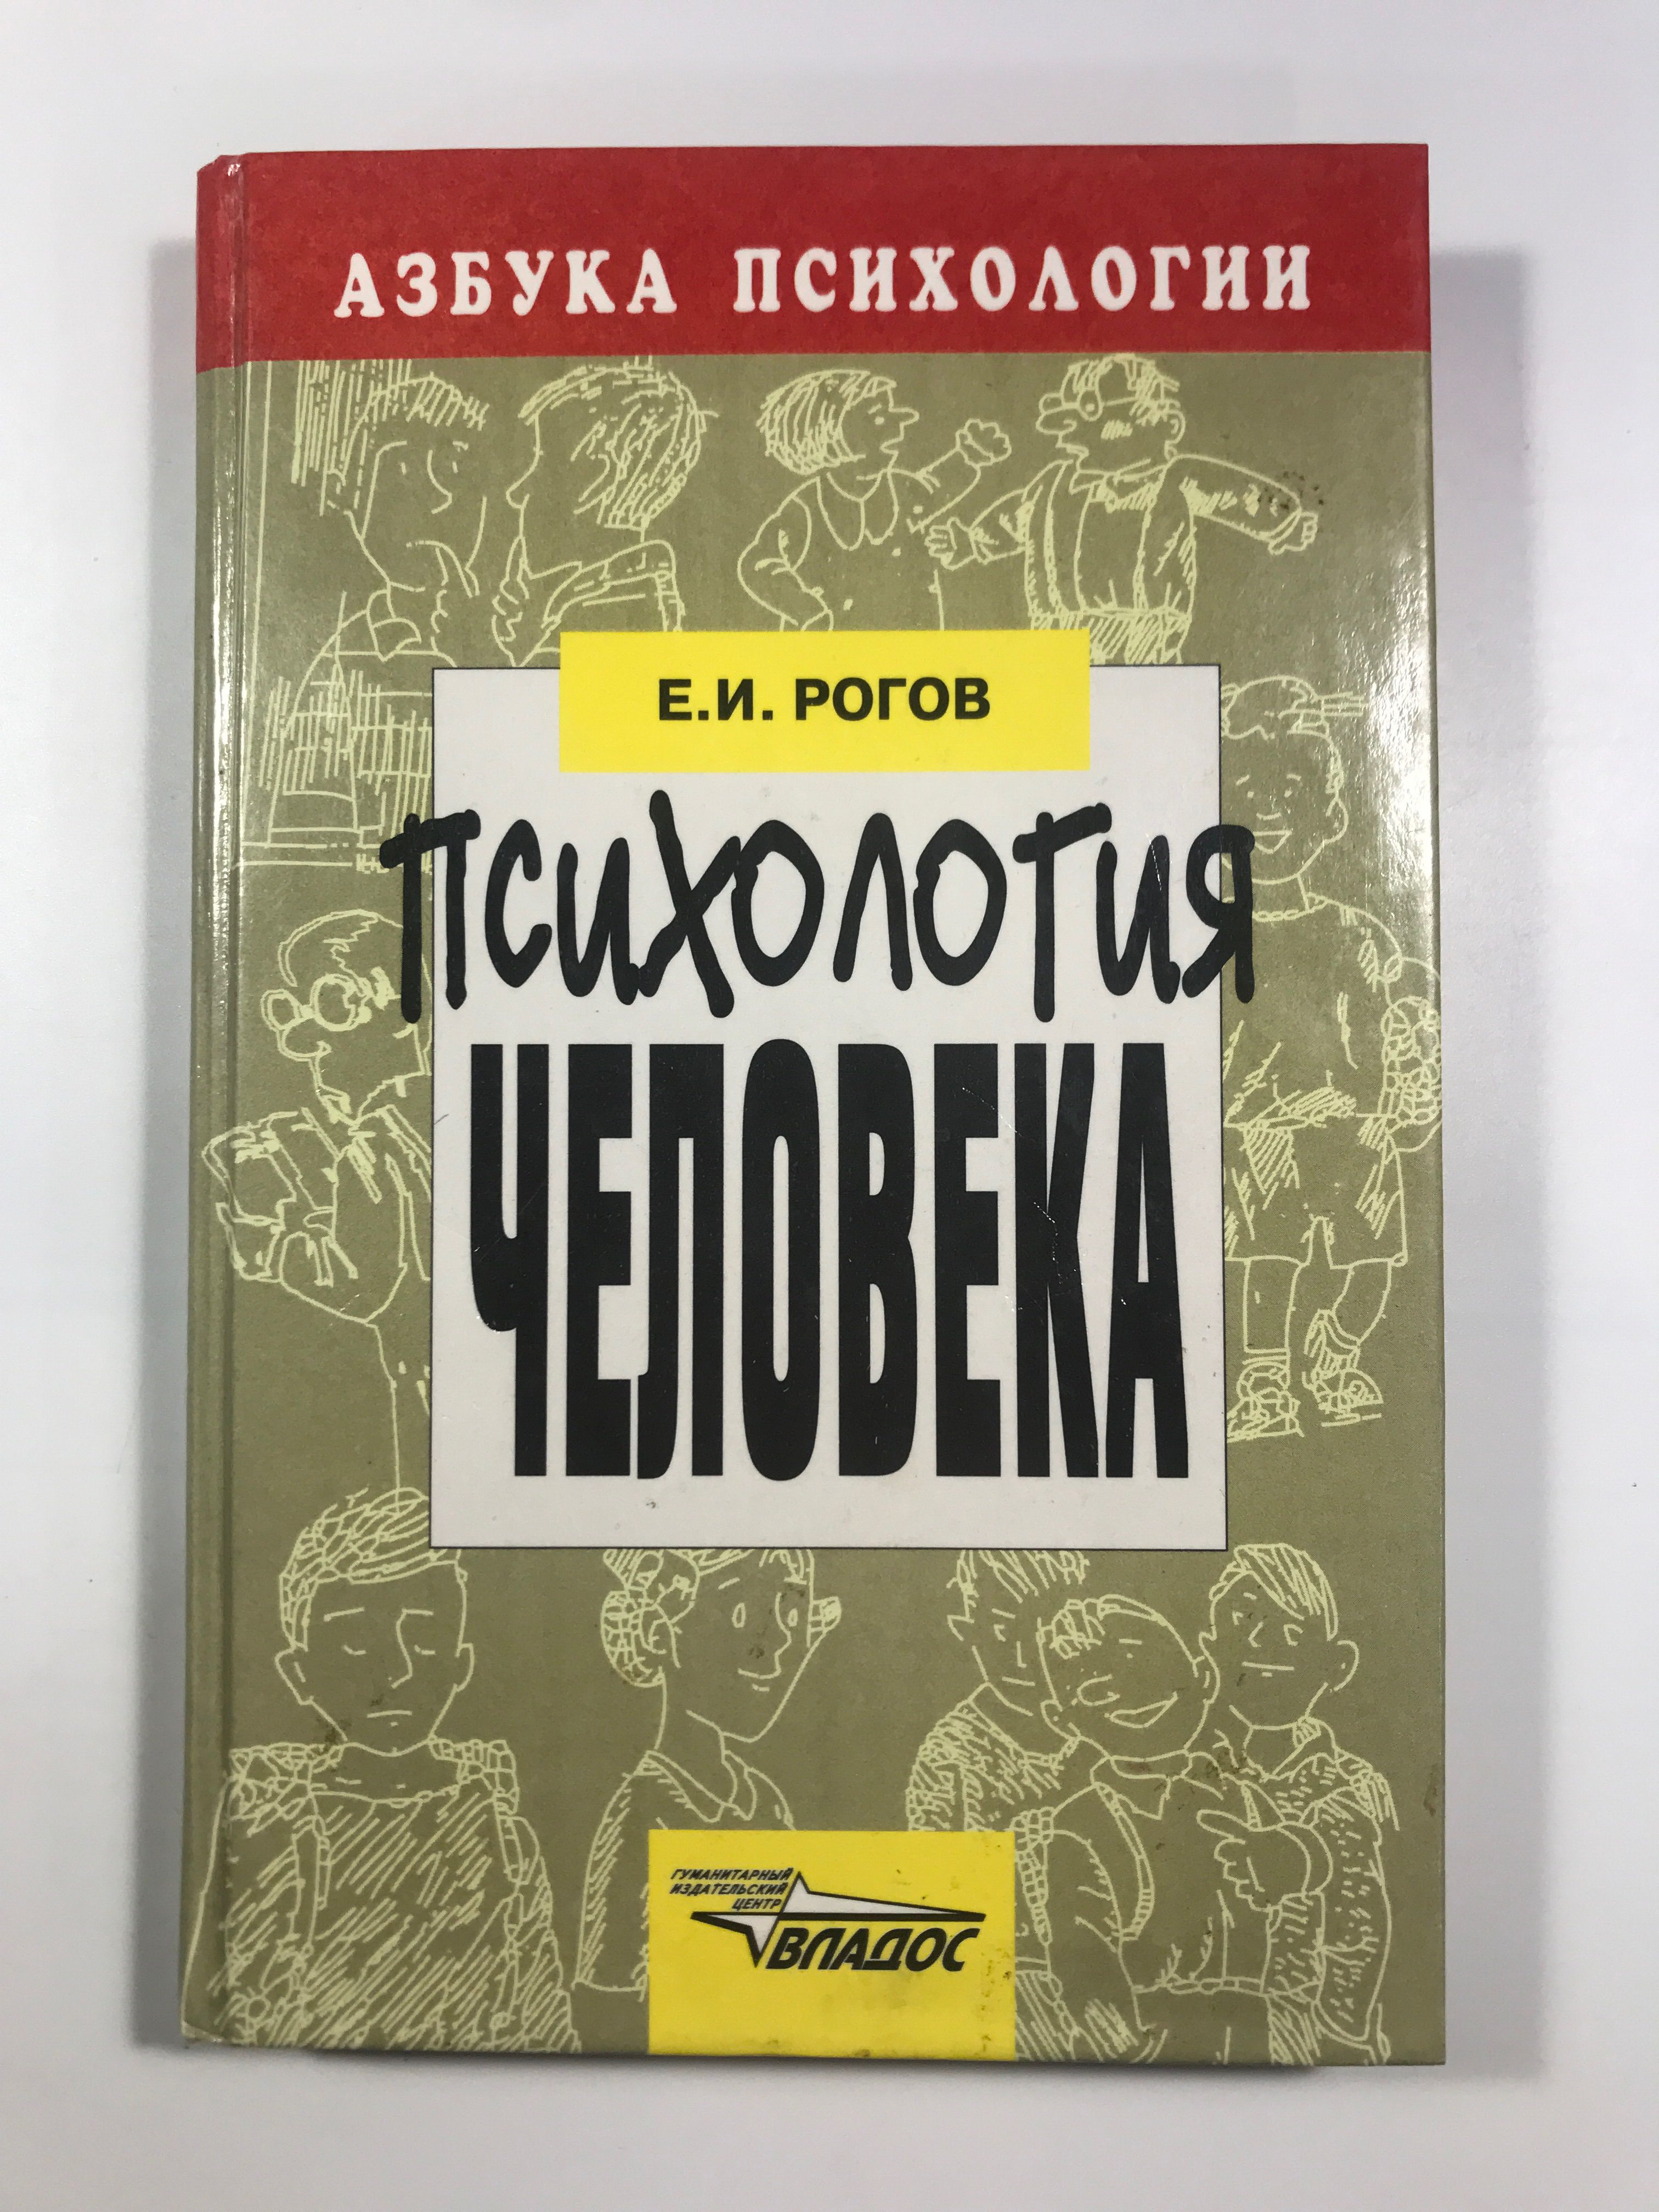 АЗБУКА ПСИХОЛОГИИ
Е.И. РОГОВ
ПСИХОЛОГИЯ
ЧЕЛОВЕКА
ГУМАНИТАРНЫЙ
ИЗДАТЕЛЬСКИЙ
ЦЕНТР
ВЛАДОС